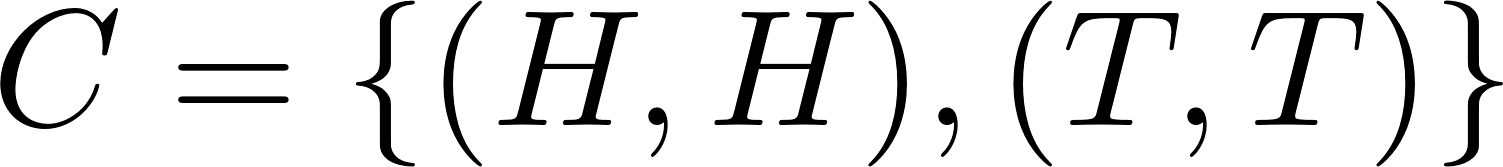 C = {(H, H), (T, T)}